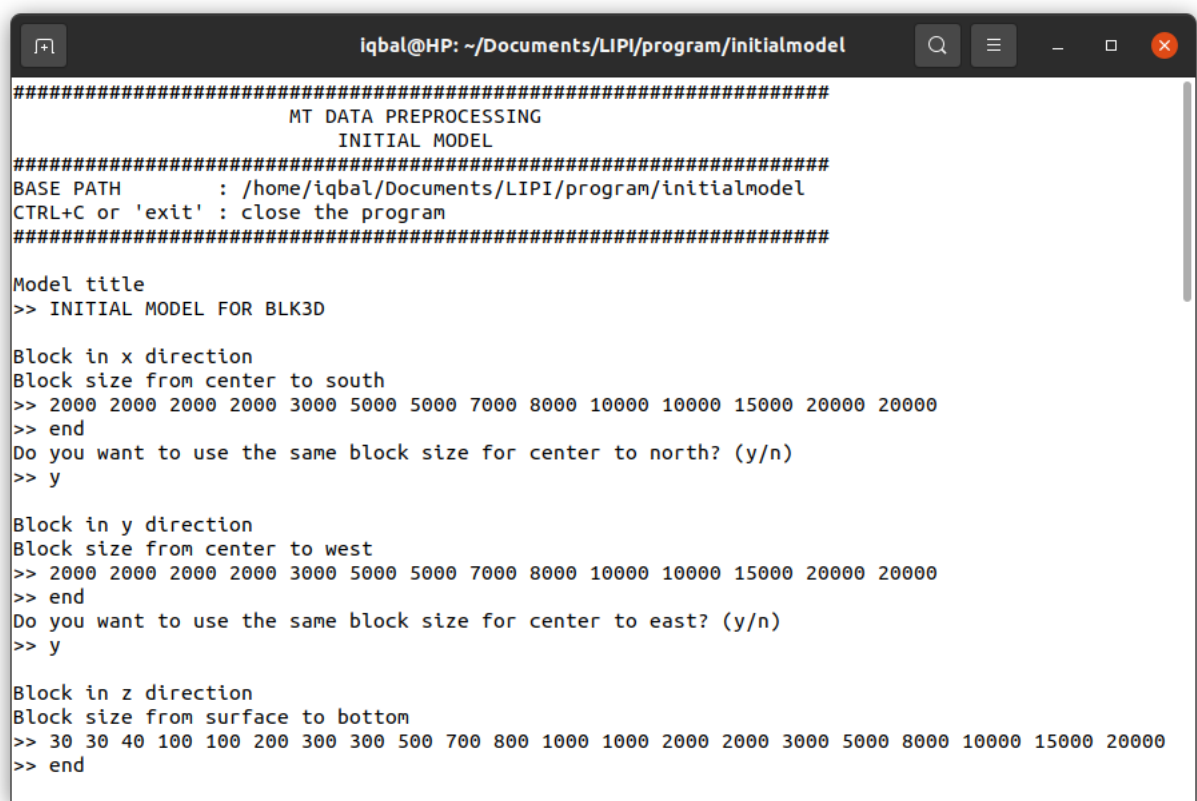 iqbal@HP: ~/Documents/LIPI/program/initialmodel
####################################################################
MT DATA PREPROCESSING
INITIAL MODEL
####################################################################
BASE PATH        : /home/iqbal/Documents/LIPI/program/initialmodel
CTRL+C or 'exit' : close the program
####################################################################
Model title
>> INITIAL MODEL FOR BLK3D
Block in x direction
Block size from center to south
>> 2000 2000 2000 2000 3000 5000 5000 7000 8000 10000 10000 15000 20000 20000
>> end
Do you want to use the same block size for center to north? (y/n)
>> y
Block in y direction
Block size from center to west
>> 2000 2000 2000 2000 3000 5000 5000 7000 8000 10000 10000 15000 20000 20000
>> end
Do you want to use the same block size for center to east? (y/n)
>> y
Block in z direction
Block size from surface to bottom
>> 30 30 40 100 100 200 300 300 500 700 800 1000 1000 2000 2000 3000 5000 8000 10000 15000 20000
>> end